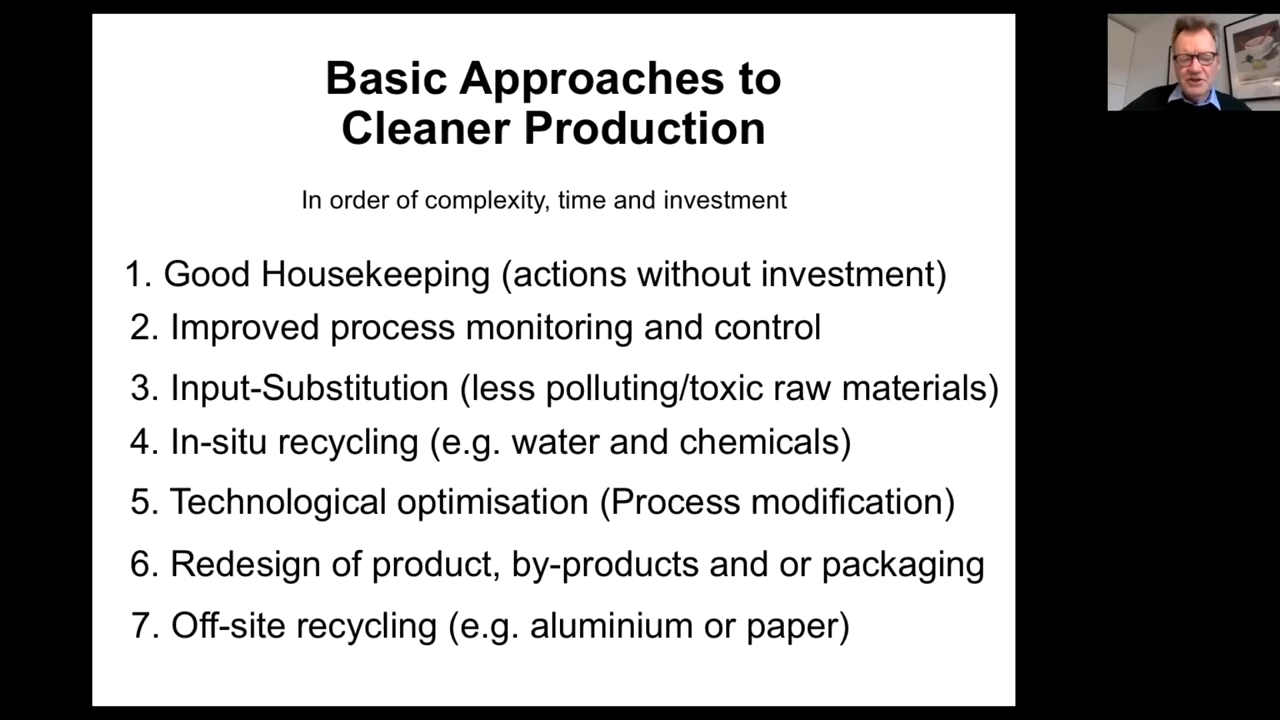 Basic Approaches to
Cleaner Production
In order of complexity, time and investment
1. Good Housekeeping (actions without investment)
2. Improved process monitoring and control
3. Input-Substitution (less polluting/toxic raw materials)
4. In-situ recycling (e.g. water and chemicals)
5. Technological optimisation (Process modification)
6. Redesign of product, by-products and or packaging
7. Off-site recycling (e.g. aluminium or paper)